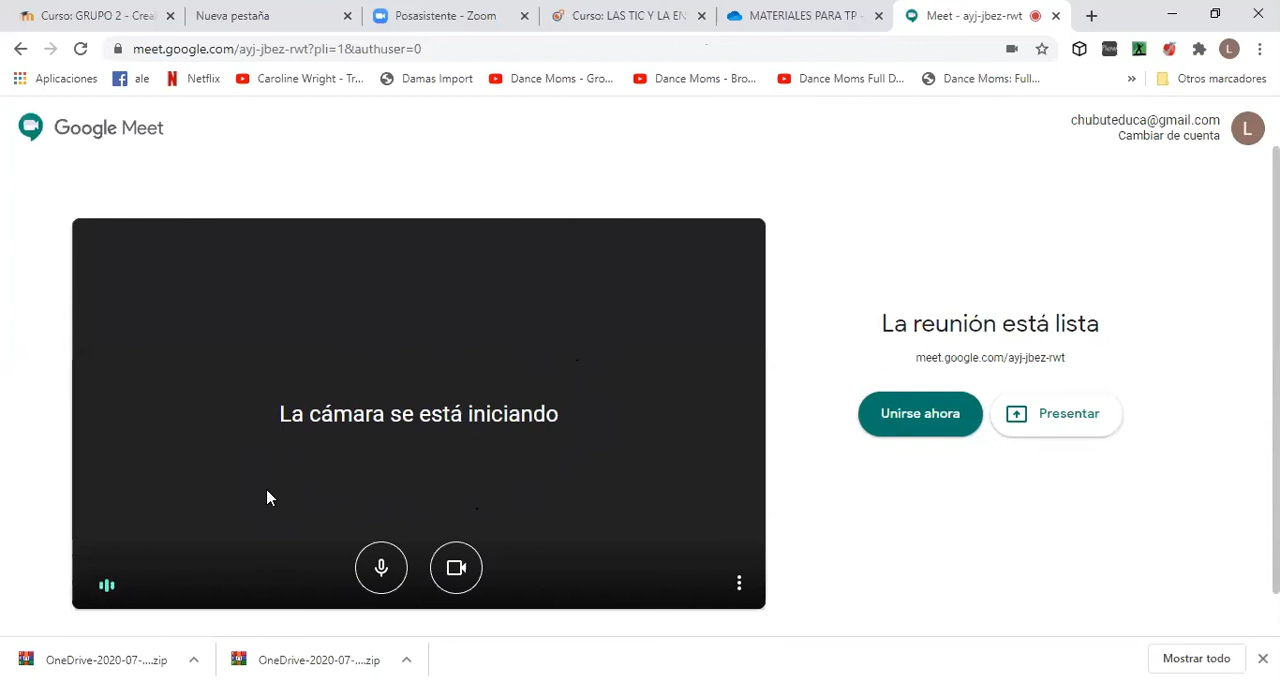 Curso: GRUPO 2 - Crea
Nueva pestaña
Posasistente - Zoom
Curso: LAS TIC Y LA EN
MATERIALES PARA TP -
Meet - ayj-jbez-rwt
meet.google.com/ayj-jbez-rwt?pli=1&authuser=0
Aplicaciones
ale
Netflix
Caroline Wright - Tr...
Damas Import
Dance Moms - Gro...
Dance Moms - Bro...
Dance Moms Full D...
Dance Moms: Full...
»
Otros marcadores
Google Meet
chubuteduca@gmail.com
Cambiar de cuenta
L
La cámara se está iniciando
La reunión está lista
meet.google.com/ayj-jbez-rwt
Unirse ahora
Presentar
OneDrive-2020-07-....zip
OneDrive-2020-07-....zip
Mostrar todo